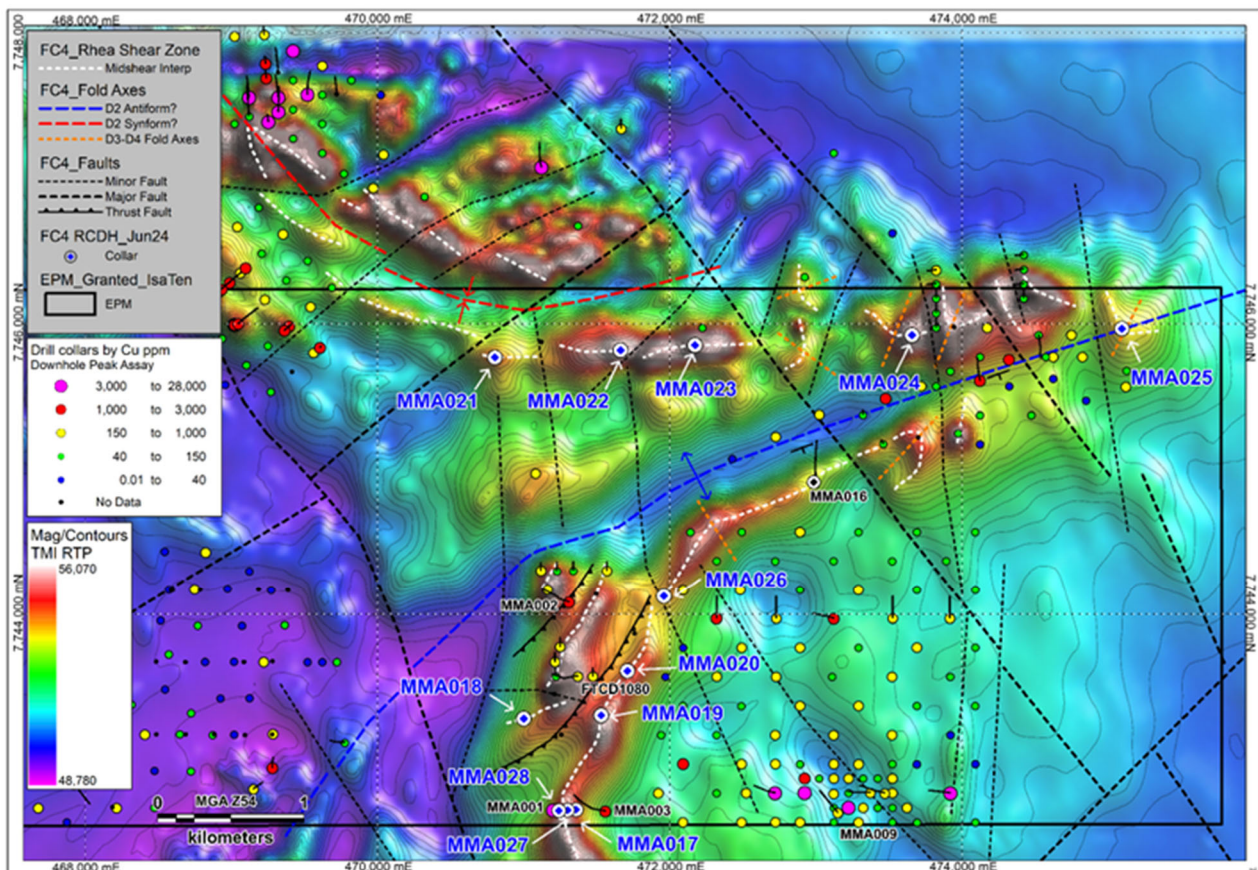 468,000 mE
470,000 mE
472,000 mE
474,000 mE
7,748,000
FC4_Rhea Shear Zone
Midshear Interp
FC4_Fold Axes
D2 Antiform?
D2 Synform?
D3-D4 Fold Axes
FC4_Faults
Minor Fault
Major Fault
Thrust Fault
FC4 RCDH_Jun24
Collar
EPM_Granted_IsaTen
EPM
Drill collars by Cu ppm
Downhole Peak Assay
3,000 to 28,000
1,000 to 3,000
150 to 1,000
40 to 150
0.01 to 40
No Data
Mag/Contours
TMI RTP
56,070
48,780
7,746,000 mN
7,746,000 mN
MMA021
MMA022
MMA023
MMA024
MMA025
MMA016
7,744,000 mN
MMA026
MMA002
MMA020
FTCD1080
MMA018
MMA019
MMA028
MMA001
MMA003
MMA027
MMA017
MMA009
0 MGA Z54 1
kilometers
468,000 mE
470,000 mE
472,000 mE
474,000 mE